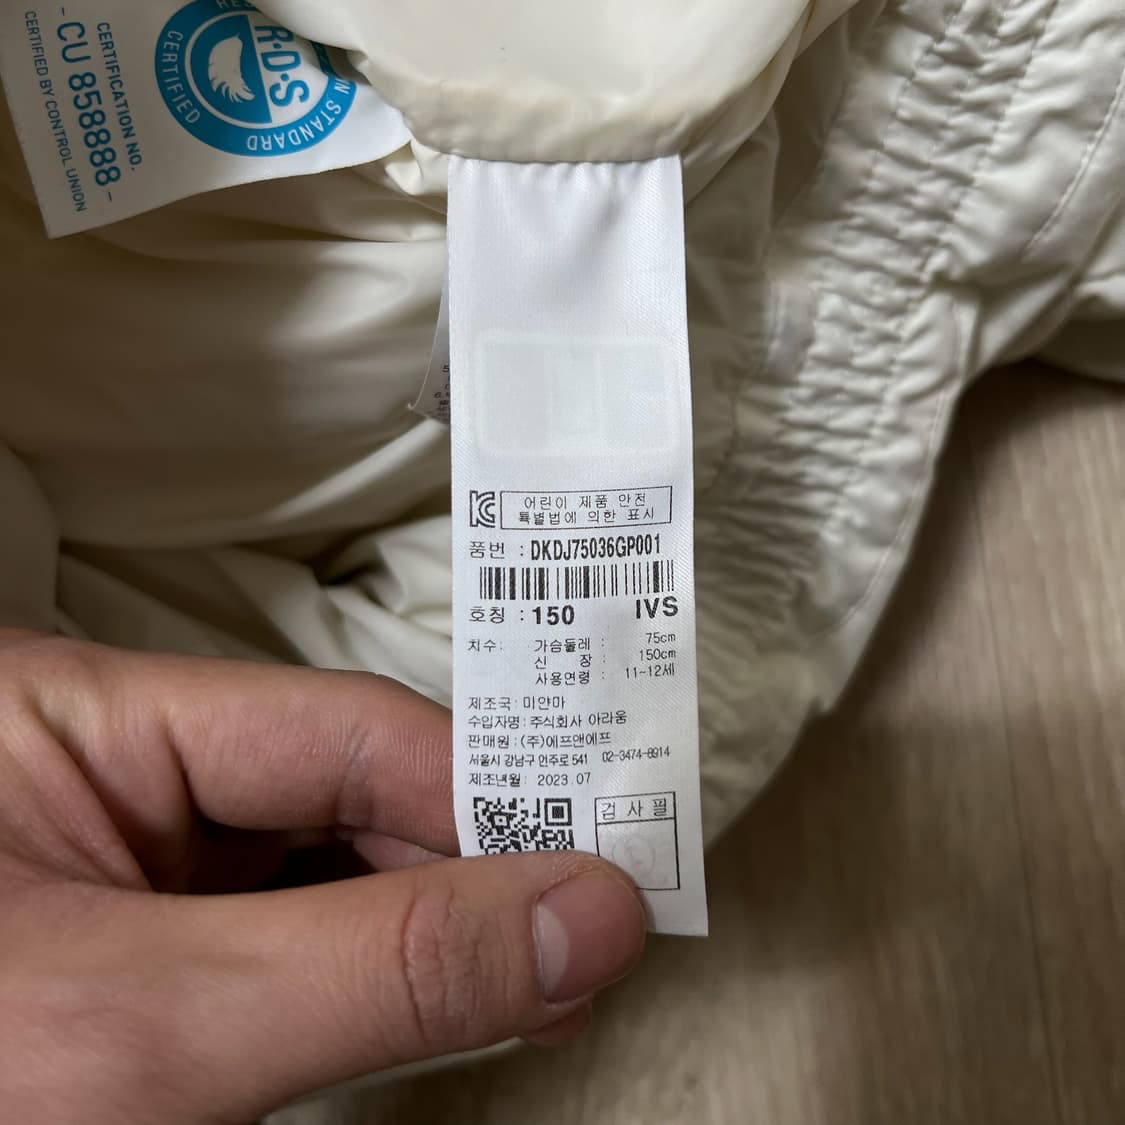 R·D·S
CERTIFIED
STANDARD
CERTIFICATION NO.
- CU 858888 -
CERTIFIED BY CONTROL UNION
어린이 제품 안전
특별법에 의한 표시
품번 : DKDJ75036GP001
호칭 : 150 IVS
치수: 가슴둘레 : 75cm
신 장 : 150cm
사용연령 : 11~12세
제조국: 미얀마
수입자명: 주식회사 아라움
판매원: (주)에프앤에프
서울시 강남구 언주로 541 02-3474-8914
제조년월: 2023.07
검사필